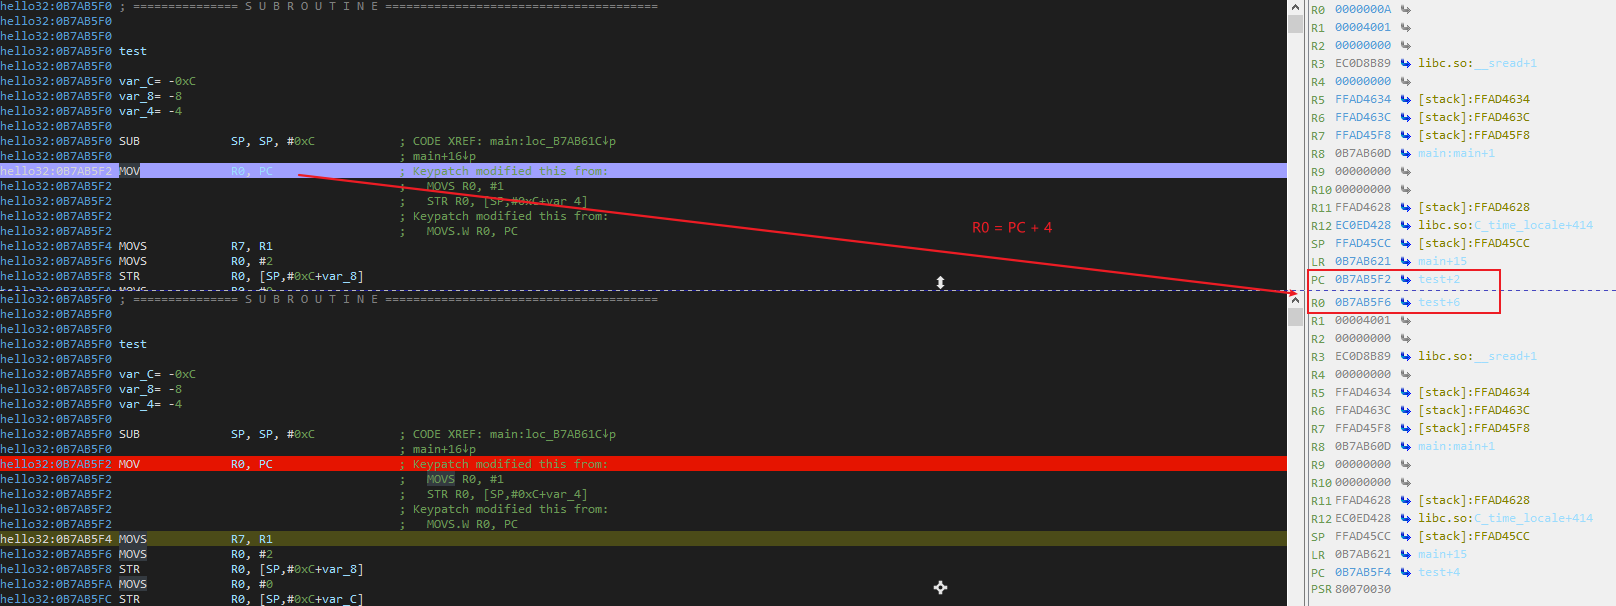 hello32:0B7AB5F0 ; =============== S U B R O U T I N E =======================================
hello32:0B7AB5F0
hello32:0B7AB5F0
hello32:0B7AB5F0 test
hello32:0B7AB5F0
hello32:0B7AB5F0 var_C= -0xC
hello32:0B7AB5F0 var_8= -8
hello32:0B7AB5F0 var_4= -4
hello32:0B7AB5F0
hello32:0B7AB5F0 SUB SP, SP, #0xC ; CODE XREF: main:loc_B7AB61C↓p
hello32:0B7AB5F0 ; main+16↓p
hello32:0B7AB5F2 MOV R0, PC ; Keypatch modified this from:
hello32:0B7AB5F2 ; MOVS R0, #1
hello32:0B7AB5F2 ; STR R0, [SP,#0xC+var_4]
hello32:0B7AB5F2 ; Keypatch modified this from:
hello32:0B7AB5F2 ; MOVS.W R0, PC
hello32:0B7AB5F4 MOVS R7, R1
hello32:0B7AB5F6 MOVS R0, #2
hello32:0B7AB5F8 STR R0, [SP,#0xC+var_8]
R0 = PC + 4
hello32:0B7AB5F0 ; =============== S U B R O U T I N E =======================================
hello32:0B7AB5F0
hello32:0B7AB5F0
hello32:0B7AB5F0 test
hello32:0B7AB5F0
hello32:0B7AB5F0 var_C= -0xC
hello32:0B7AB5F0 var_8= -8
hello32:0B7AB5F0 var_4= -4
hello32:0B7AB5F0
hello32:0B7AB5F0 SUB SP, SP, #0xC ; CODE XREF: main:loc_B7AB61C↓p
hello32:0B7AB5F0 ; main+16↓p
hello32:0B7AB5F2 MOV R0, PC ; Keypatch modified this from:
hello32:0B7AB5F2 ; MOVS R0, #1
hello32:0B7AB5F2 ; STR R0, [SP,#0xC+var_4]
hello32:0B7AB5F2 ; Keypatch modified this from:
hello32:0B7AB5F2 ; MOVS.W R0, PC
hello32:0B7AB5F4 MOVS R7, R1
hello32:0B7AB5F6 MOVS R0, #2
hello32:0B7AB5F8 STR R0, [SP,#0xC+var_8]
hello32:0B7AB5FA MOVS R0, #0
hello32:0B7AB5FC STR R0, [SP,#0xC+var_C]
R0 0000000A
R1 00004001
R2 00000000
R3 EC0D8B89 libc.so:__sread+1
R4 00000000
R5 FFAD4634 [stack]:FFAD4634
R6 FFAD463C [stack]:FFAD463C
R7 FFAD45F8 [stack]:FFAD45F8
R8 0B7AB60D main:main+1
R9 00000000
R10 00000000
R11 FFAD4628 [stack]:FFAD4628
R12 EC0ED428 libc.so:C_time_locale+414
SP FFAD45CC [stack]:FFAD45CC
LR 0B7AB621 main+15
PC 0B7AB5F2 test+2
R0 0B7AB5F6 test+6
R1 00004001
R2 00000000
R3 EC0D8B89 libc.so:__sread+1
R4 00000000
R5 FFAD4634 [stack]:FFAD4634
R6 FFAD463C [stack]:FFAD463C
R7 FFAD45F8 [stack]:FFAD45F8
R8 0B7AB60D main:main+1
R9 00000000
R10 00000000
R11 FFAD4628 [stack]:FFAD4628
R12 EC0ED428 libc.so:C_time_locale+414
SP FFAD45CC [stack]:FFAD45CC
LR 0B7AB621 main+15
PC 0B7AB5F4 test+4
PSR 80070030